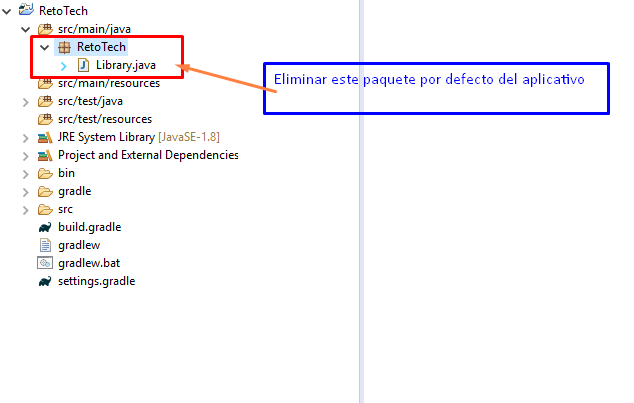 RetoTech
src/main/java
RetoTech
Library.java
Eliminar este paquete por defecto del aplicativo
src/main/resources
src/test/java
src/test/resources
JRE System Library [JavaSE-1.8]
Project and External Dependencies
bin
gradle
src
build.gradle
gradlew
gradlew.bat
settings.gradle